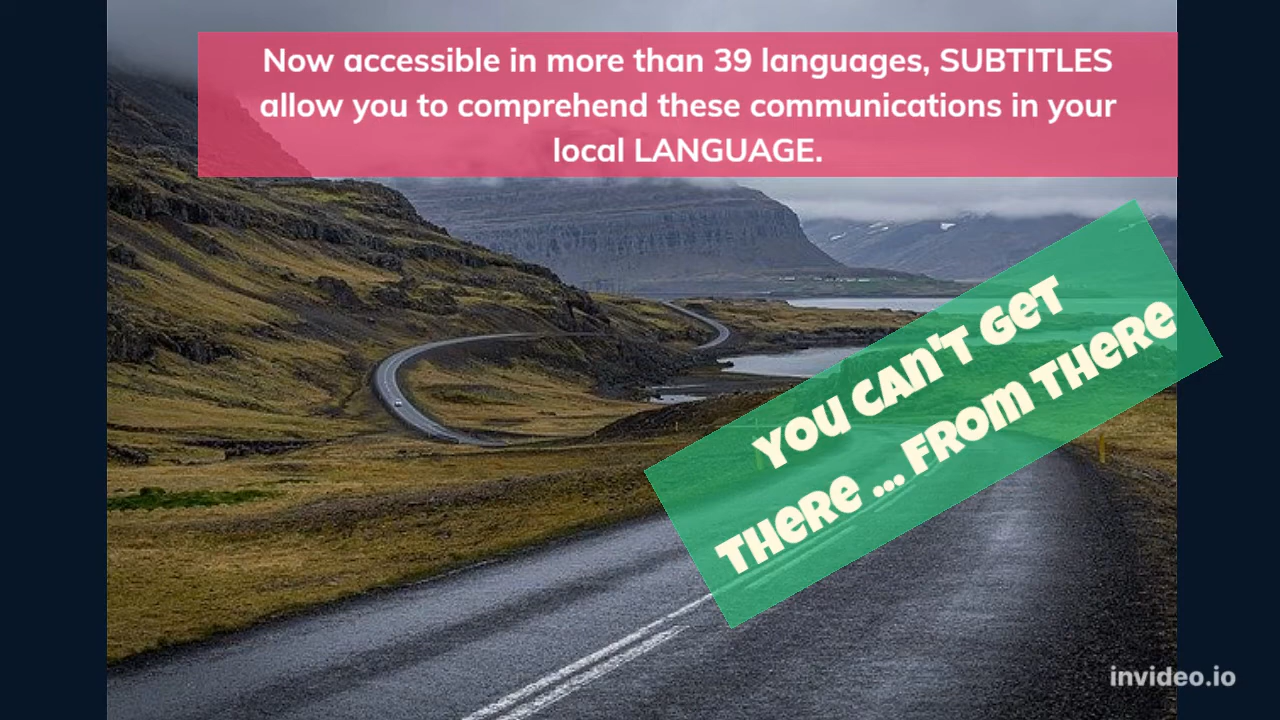 Now accessible in more than 39 languages, SUBTITLES
allow you to comprehend these communications in your
local LANGUAGE.
YOU CAN'T GET
THERE ... FROM THERE
invideo.io